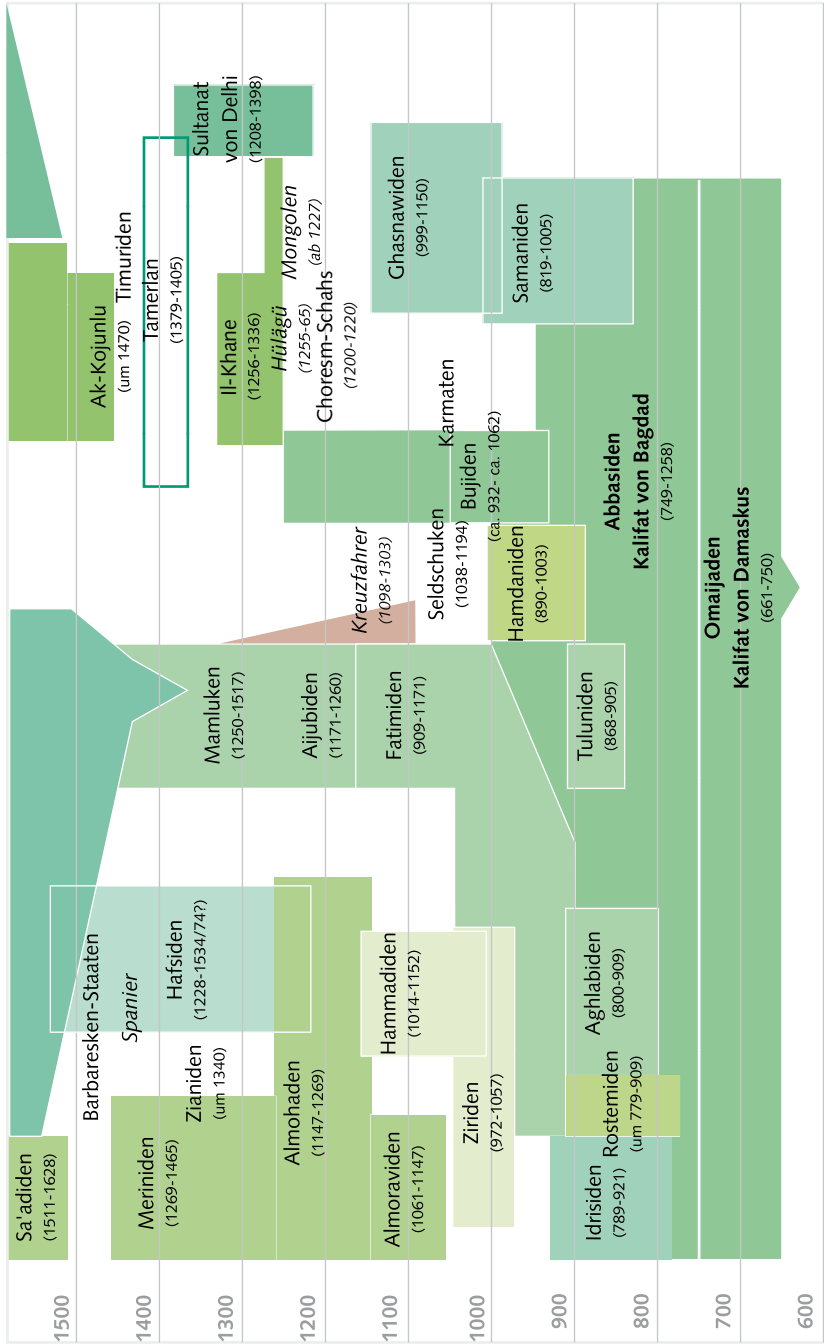 1500
1400
1300
1200
1100
1000
900
800
700
600
Sa'adiden
(1511-1628)
Barbaresken-Staaten
Spanier
Meriniden
(1269-1465)
Zianiden
(um 1340)
Hafsiden
(1228-1534/74?)
Almohaden
(1147-1269)
Almoraviden
(1061-1147)
Hammadiden
(1014-1152)
Ziriden
(972-1057)
Idrisiden
(789-921)
Rostemiden
(um 779-909)
Aghlabiden
(800-909)
Mamluken
(1250-1517)
Aijubiden
(1171-1260)
Fatimiden
(909-1171)
Tuluniden
(868-905)
Kreuzfahrer
(1098-1303)
Seldschuken
(1038-1194)
Hamdaniden
(890-1003)
Karmaten
Bujiden
(ca. 932- ca. 1062)
Abbasiden
Kalifat von Bagdad
(749-1258)
Omaijaden
Kalifat von Damaskus
(661-750)
Ak-Kojunlu
(um 1470)
Timuriden
Tamerlan
(1379-1405)
Il-Khane
(1256-1336)
Hülägü
(1255-65)
Mongolen
(ab 1227)
Choresm-Schahs
(1200-1220)
Sultanat
von Delhi
(1208-1398)
Ghasnawiden
(999-1150)
Samaniden
(819-1005)